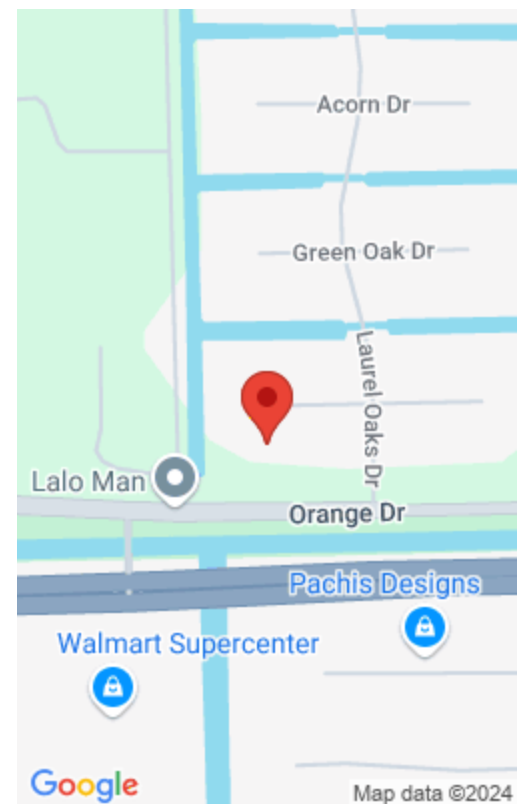 Acorn Dr
Green Oak Dr
Laurel Oaks Dr
Lalo Man
Orange Dr
Pachis Designs
Walmart Supercenter
Google
Map data ©2024